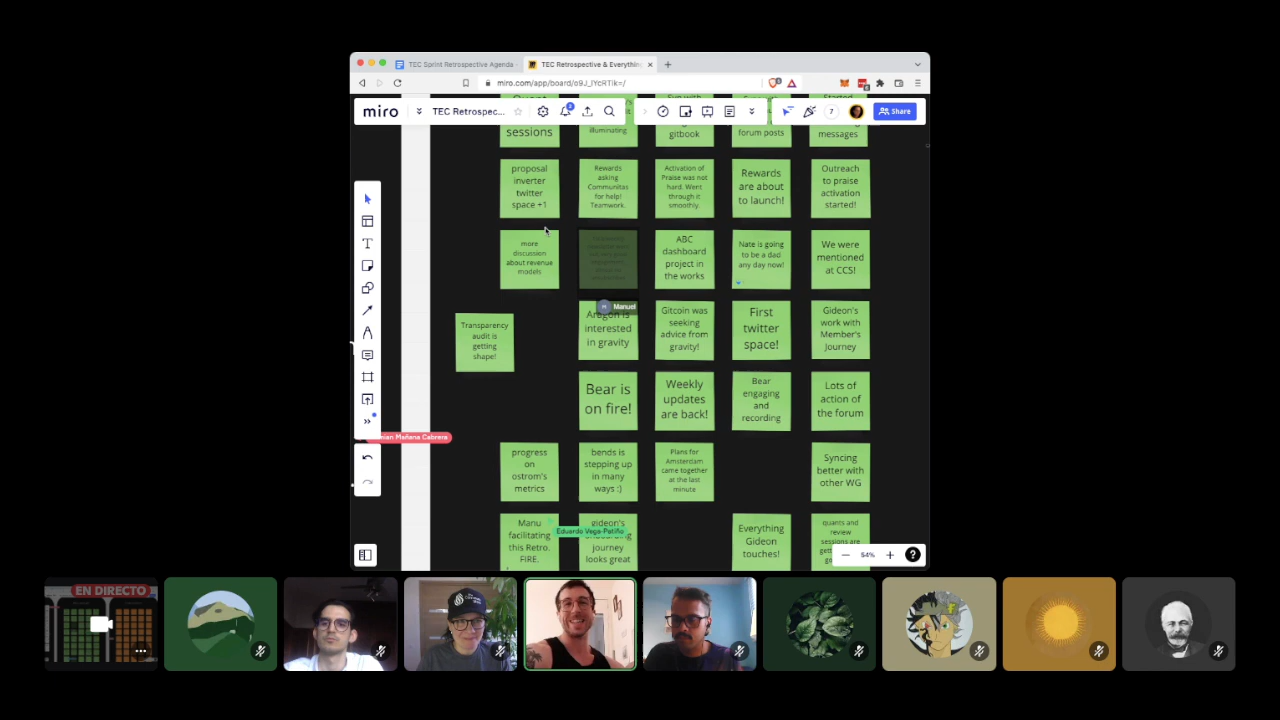 TEC Sprint Retrospective Agenda
TEC Retrospective & Everythin
miro.com/app/board/o9J_lYcRTlk=/
miro
TEC Retrospec...
7
Share
sessions
illuminating
gitbook
forum posts
messages
proposal
inverter
twitter
space +1
Rewards
asking
Communitas
for help!
Teamwork.
Activation of
Praise was not
hard. Went
through it
smoothly.
Rewards
are about
to launch!
Outreach
to praise
activation
started!
more
discussion
about revenue
models
ABC
dashboard
project in
the works
Nate is going
to be a dad
any day now!
We were
mentioned
at CCS!
Manuel
Transparency
audit is
getting
shape!
Aragon is
interested
in gravity
Gitcoin was
seeking
advice from
gravity!
First
twitter
space!
Gideon's
work with
Member's
Journey
Bear is
on fire!
Weekly
updates
are back!
Bear
engaging
and
recording
Lots of
action of
the forum
ian Mañana Cabrera
progress
on
ostrom's
metrics
bends is
stepping up
in many
ways :)
Plans for
Amsterdam
came together
at the last
minute
Syncing
better with
other WG
Manu
facilitating
this Retro.
FIRE.
Eduardo Vega-Patiño
gideon's
journey
looks great
Everything
Gideon
touches!
quants and
review
sessions are
54%
EN DIRECTO